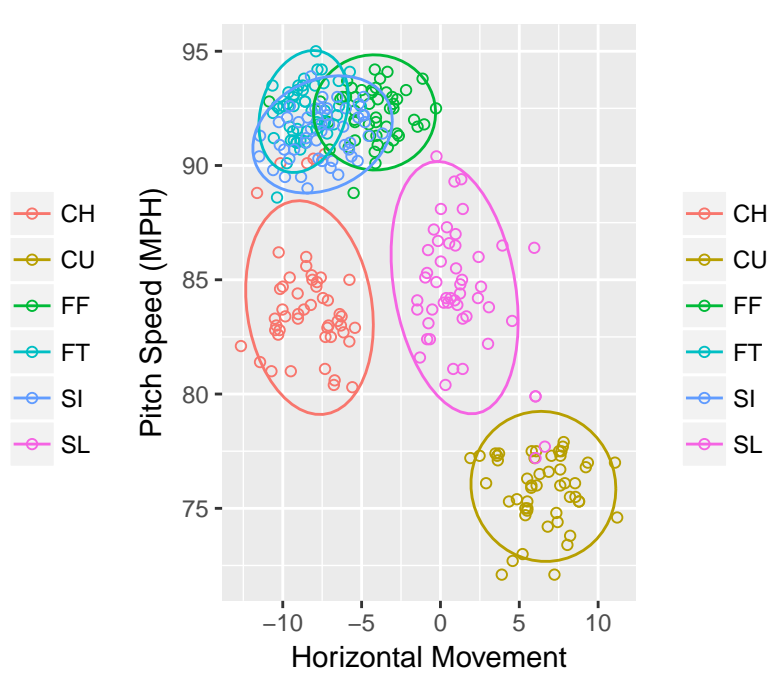 CH
CU
FF
FT
SI
SL
Pitch Speed (MPH)
95
90
85
80
75
−10 −5 0 5 10
Horizontal Movement
CH
CU
FF
FT
SI
SL